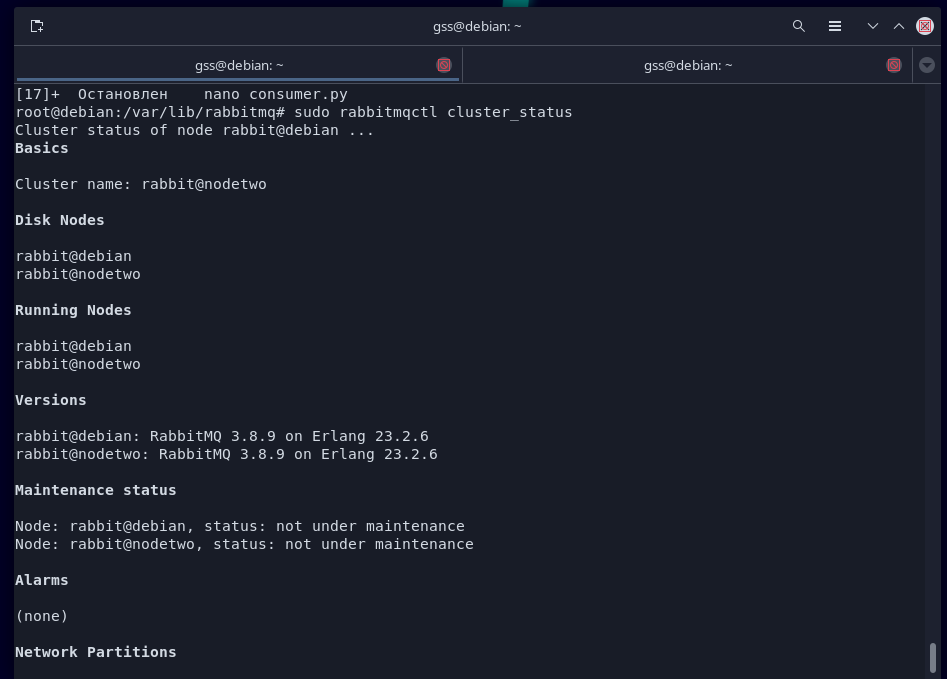 gss@debian: ~
gss@debian: ~
gss@debian: ~
[17]+  Остановлен    nano consumer.py
root@debian:/var/lib/rabbitmq# sudo rabbitmqctl cluster_status
Cluster status of node rabbit@debian ...
Basics
Cluster name: rabbit@nodetwo
Disk Nodes
rabbit@debian
rabbit@nodetwo
Running Nodes
rabbit@debian
rabbit@nodetwo
Versions
rabbit@debian: RabbitMQ 3.8.9 on Erlang 23.2.6
rabbit@nodetwo: RabbitMQ 3.8.9 on Erlang 23.2.6
Maintenance status
Node: rabbit@debian, status: not under maintenance
Node: rabbit@nodetwo, status: not under maintenance
Alarms
(none)
Network Partitions